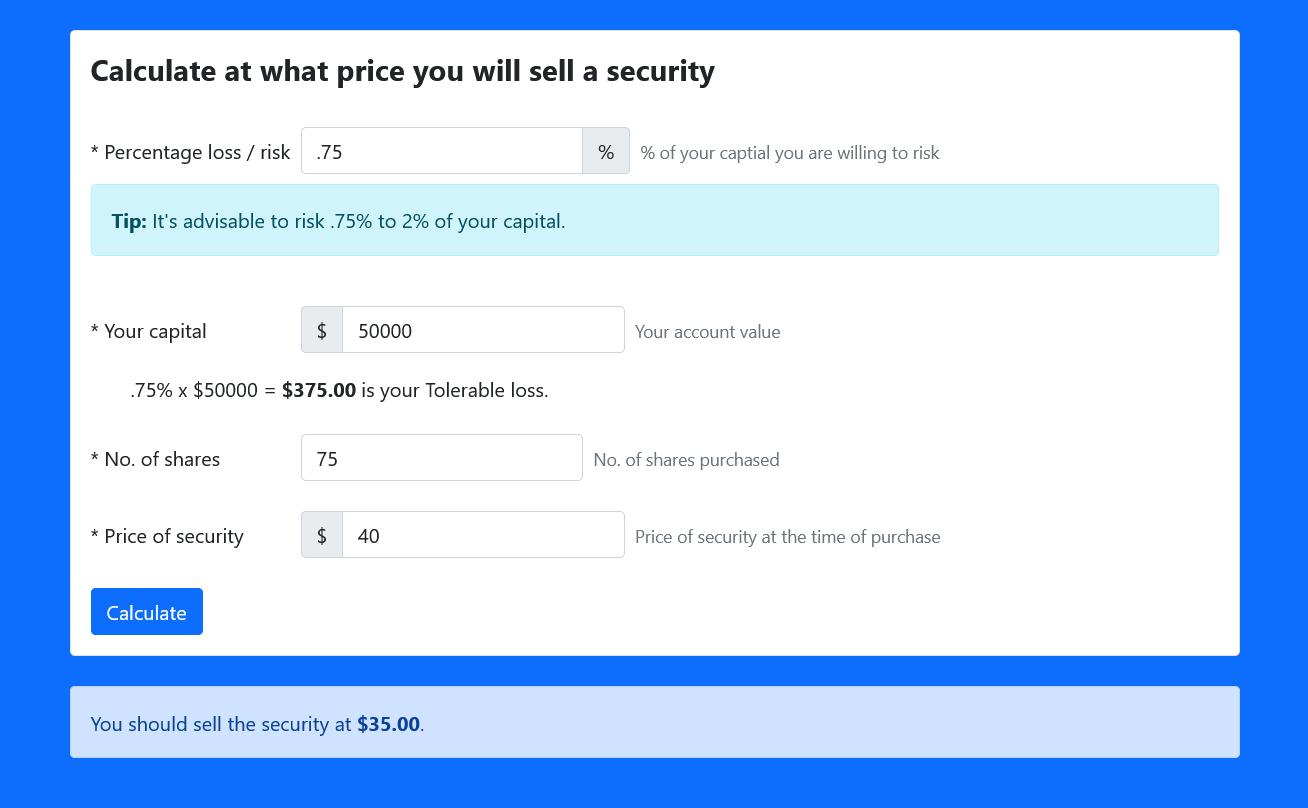 Calculate at what price you will sell a security
* Percentage loss / risk .75 % % of your captial you are willing to risk
Tip: It's advisable to risk .75% to 2% of your capital.
* Your capital $ 50000 Your account value
.75% x $50000 = $375.00 is your Tolerable loss.
* No. of shares 75 No. of shares purchased
* Price of security $ 40 Price of security at the time of purchase
Calculate
You should sell the security at $35.00.